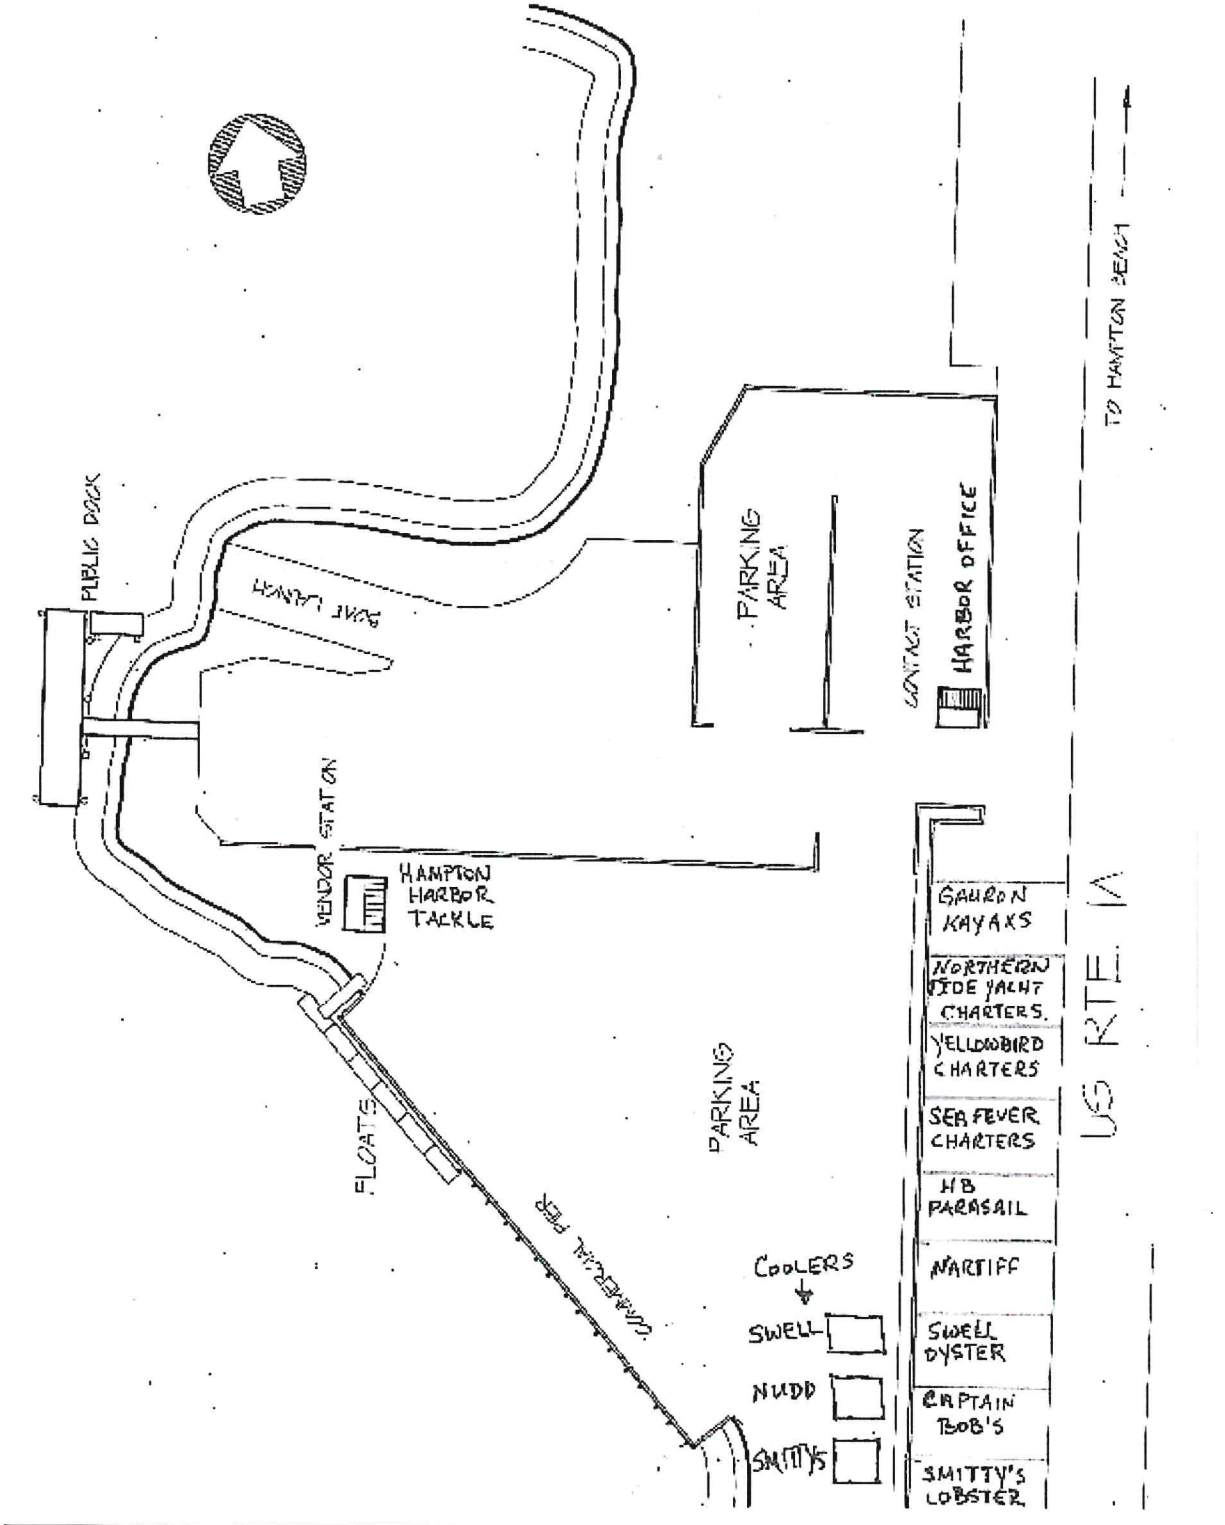 PUBLIC DOCK
BOAT LAUNCH
TO HAMPTON BEACH
PARKING
AREA
CONTACT STATION
HARBOR OFFICE
VENDOR STATION
HAMPTON
HARBOR
TACKLE
GAURON
KAYAKS
NORTHERN
TIDE YACHT
CHARTERS.
YELLOWBIRD
CHARTERS
SEA FEVER
CHARTERS
HB
PARASAIL
NARTIFF
SWELL
OYSTER
CAPTAIN
BOB'S
SMITTY'S
LOBSTER
US RTE 1A
PARKING
AREA
FLOATS
COMMERCIAL PIER
COOLERS
SWELL
NUDD
SMITTYS